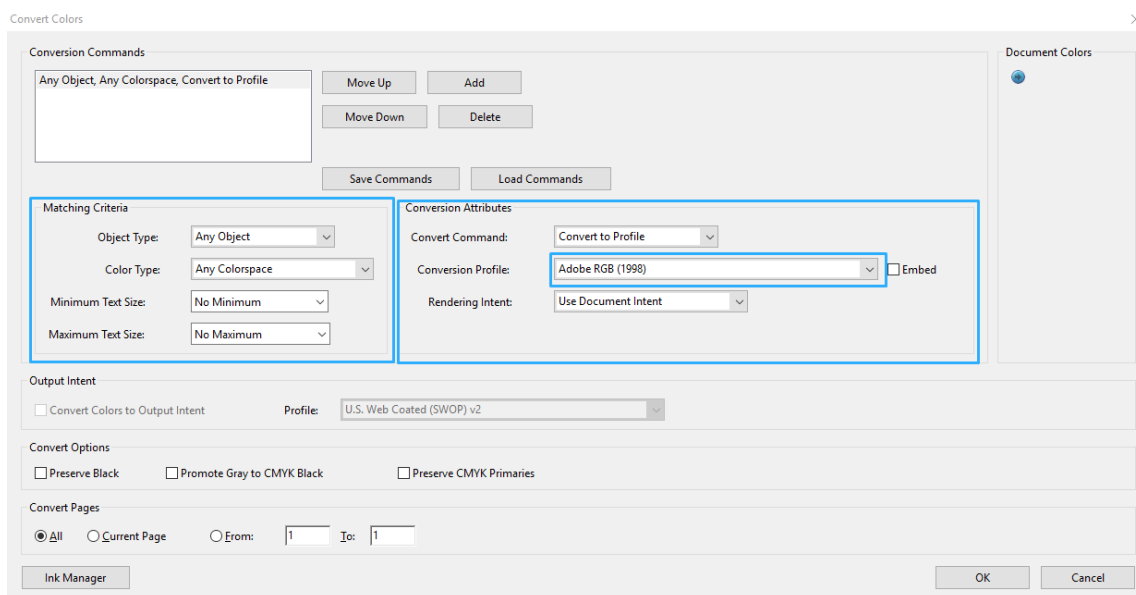 Convert Colors
Conversion Commands
Document Colors
Any Object, Any Colorspace, Convert to Profile
Move Up
Add
Move Down
Delete
Save Commands
Load Commands
Matching Criteria
Object Type: Any Object
Color Type: Any Colorspace
Minimum Text Size: No Minimum
Maximum Text Size: No Maximum
Conversion Attributes
Convert Command: Convert to Profile
Conversion Profile: Adobe RGB (1998) Embed
Rendering Intent: Use Document Intent
Output Intent
Convert Colors to Output Intent Profile: U.S. Web Coated (SWOP) v2
Convert Options
Preserve Black Promote Gray to CMYK Black Preserve CMYK Primaries
Convert Pages
All Current Page From: 1 To: 1
Ink Manager
OK
Cancel